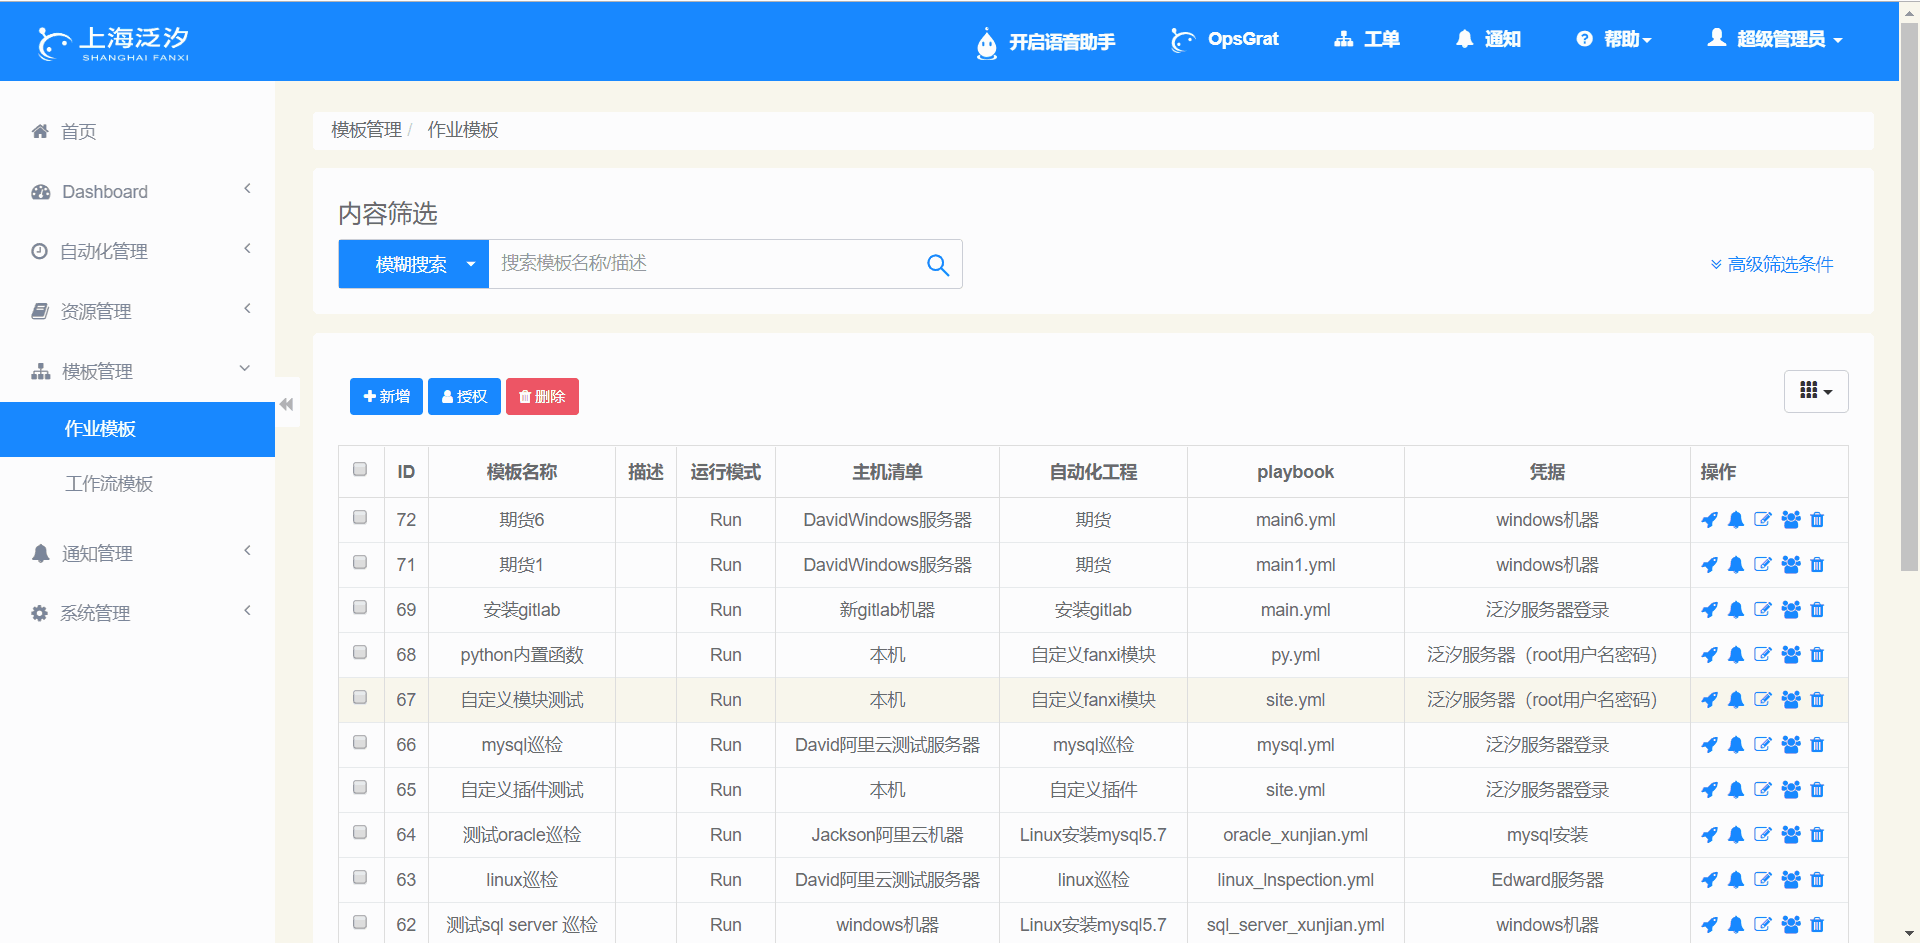 上海泛汐
SHANGHAI FANXI
开启语音助手
OpsGrat
工单
通知
帮助
超级管理员
首页
Dashboard
自动化管理
资源管理
模板管理
作业模板
工作流模板
通知管理
系统管理
模板管理 / 作业模板
内容筛选
模糊搜索 搜索模板名称/描述
高级筛选条件
新增 授权 删除
ID 模板名称 描述 运行模式 主机清单 自动化工程 playbook 凭据 操作
72 期货6 Run DavidWindows服务器 期货 main6.yml windows机器
71 期货1 Run DavidWindows服务器 期货 main1.yml windows机器
69 安装gitlab Run 新gitlab机器 安装gitlab main.yml 泛汐服务器登录
68 python内置函数 Run 本机 自定义fanxi模块 py.yml 泛汐服务器（root用户名密码）
67 自定义模块测试 Run 本机 自定义fanxi模块 site.yml 泛汐服务器（root用户名密码）
66 mysql巡检 Run David阿里云测试服务器 mysql巡检 mysql.yml 泛汐服务器登录
65 自定义插件测试 Run 本机 自定义插件 site.yml 泛汐服务器登录
64 测试oracle巡检 Run Jackson阿里云机器 Linux安装mysql5.7 oracle_xunjian.yml mysql安装
63 linux巡检 Run David阿里云测试服务器 linux巡检 linux_Inspection.yml Edward服务器
62 测试sql server 巡检 Run windows机器 Linux安装mysql5.7 sql_server_xunjian.yml windows机器